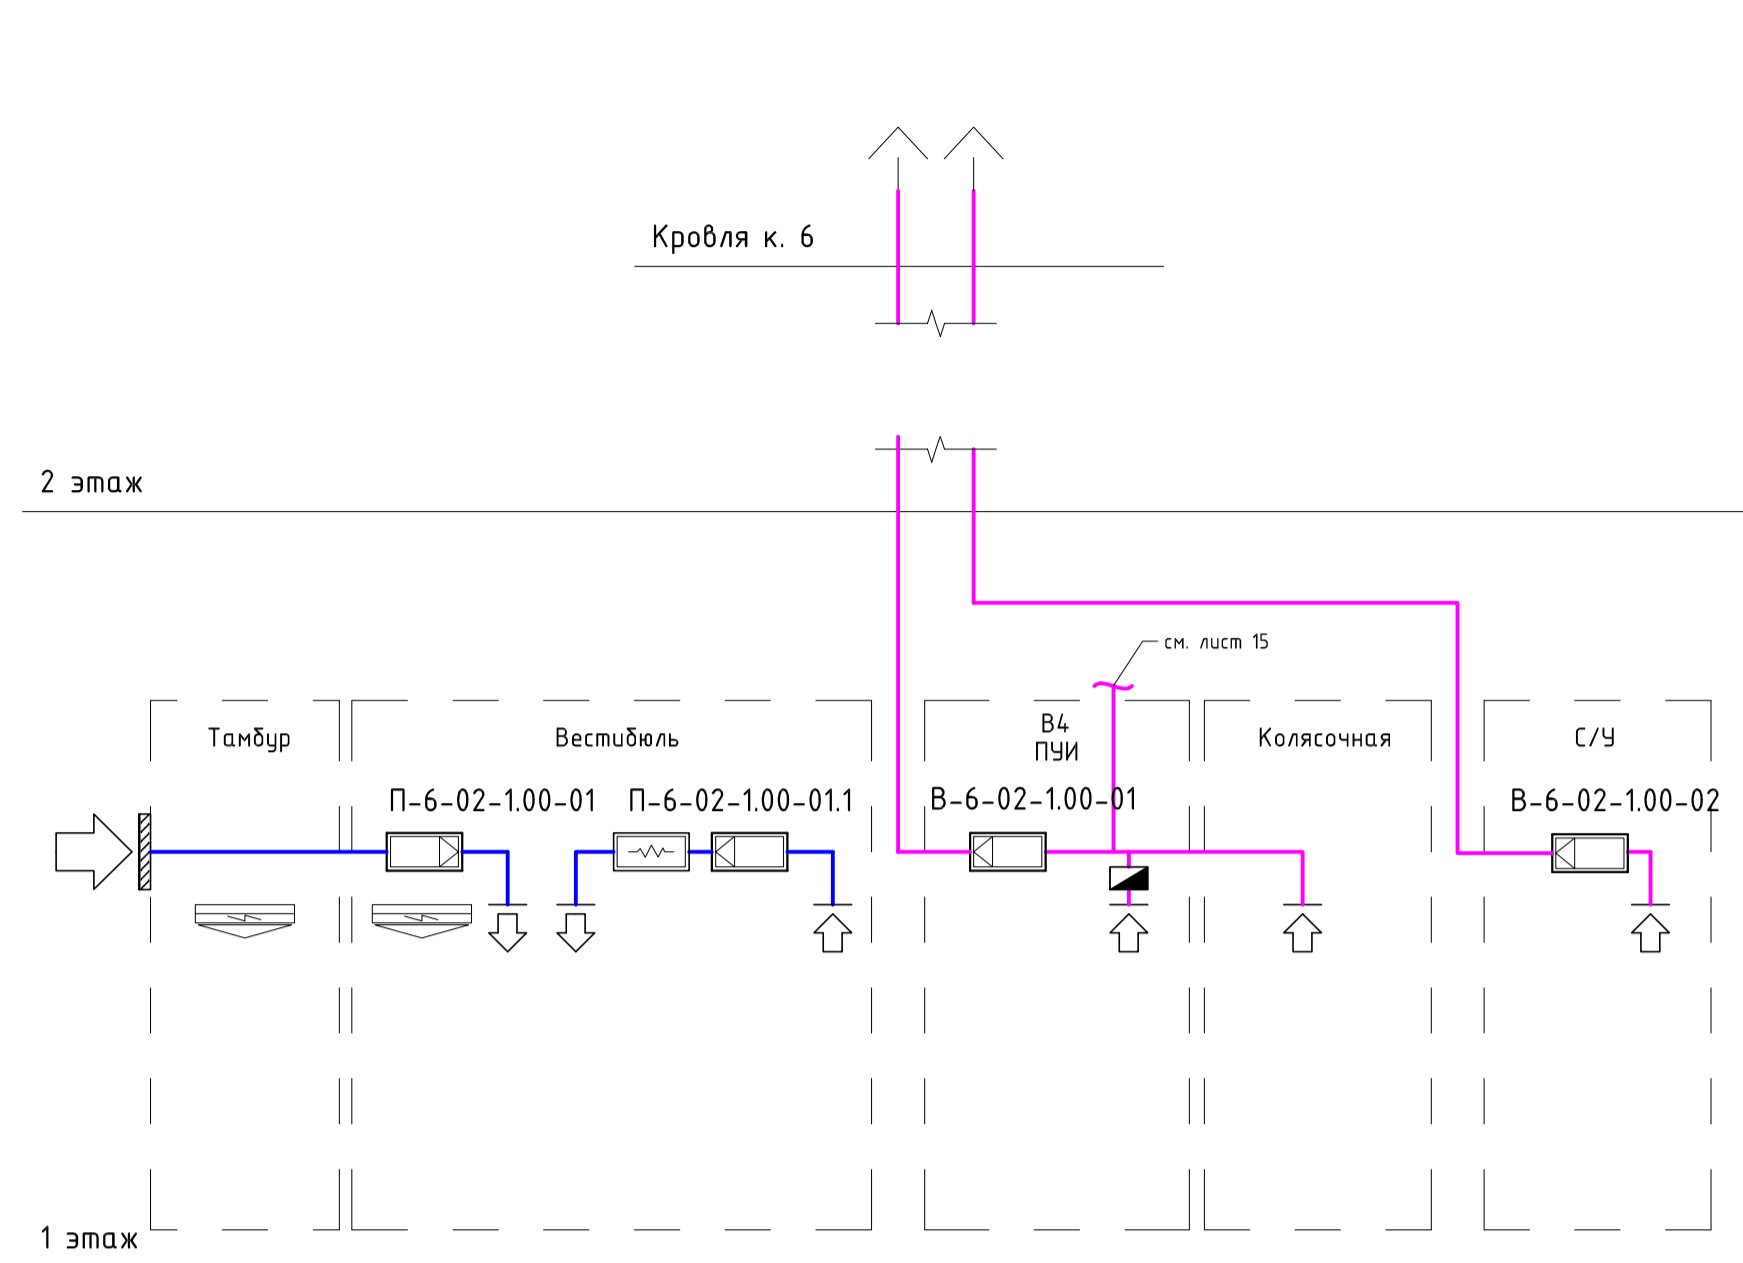 Кровля к. 6
2 этаж
см. лист 15
Тамбур
Вестибюль
В4
ПУИ
Колясочная
С/У
П-6-02-1.00-01
П-6-02-1.00-01.1
В-6-02-1.00-01
В-6-02-1.00-02
1 этаж